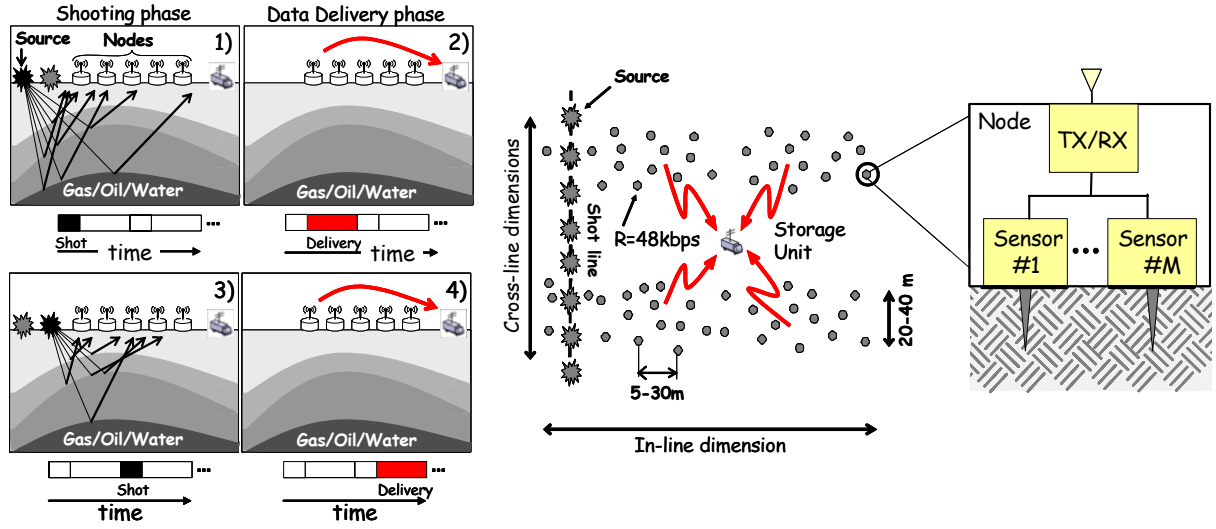 Shooting phase
Data Delivery phase
Source
Nodes
1)
Gas/Oil/Water
Shot
time
...
2)
Gas/Oil/Water
Delivery
time
...
3)
Gas/Oil/Water
Shot
time
...
4)
Gas/Oil/Water
Delivery
time
...
Source
Cross-line dimensions
Shot line
R=48kbps
Storage
Unit
20-40 m
5-30m
In-line dimension
Node
TX/RX
Sensor
#1
...
Sensor
#M